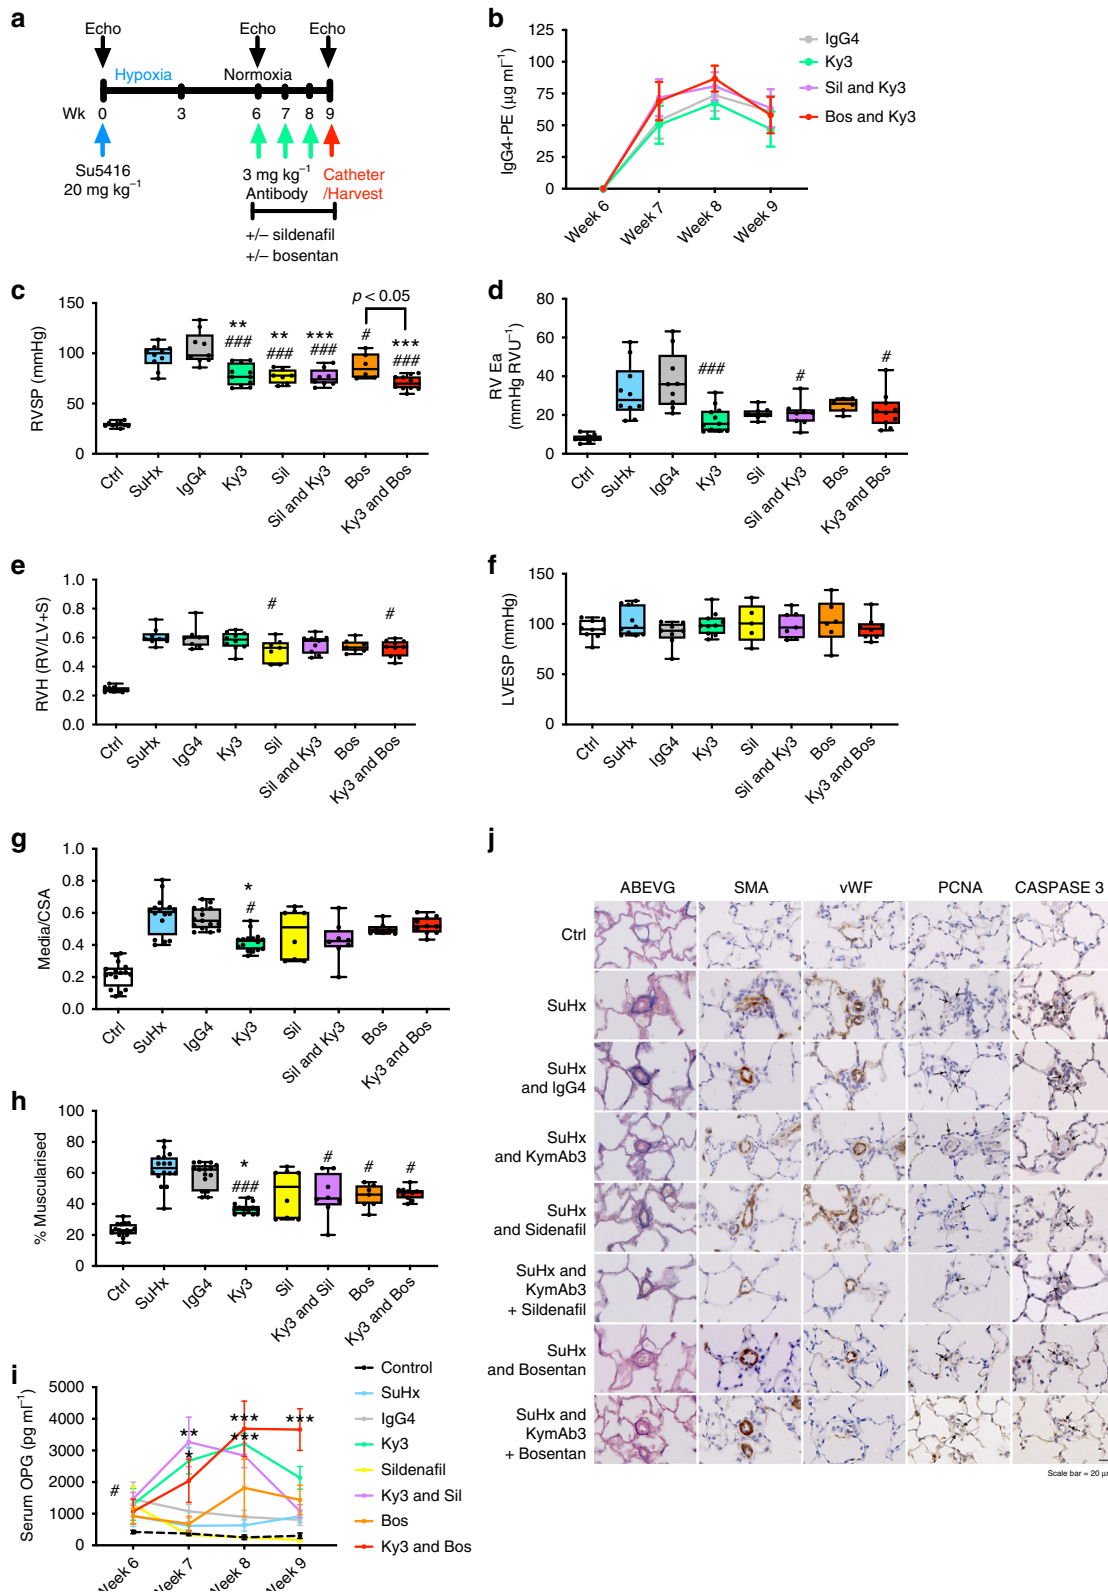 a
Echo Echo Echo
Hypoxia Normoxia
Wk 0 3 6 7 8 9
Su5416
20 mg kg⁻¹
3 mg kg⁻¹
Antibody
Catheter
/Harvest
+/− sildenafil
+/− bosentan
b
IgG4-PE (µg ml⁻¹)
125
100
75
50
25
0
Week 6 Week 7 Week 8 Week 9
IgG4
Ky3
Sil and Ky3
Bos and Ky3
c
RVSP (mmHg)
150
100
50
0
** ### ** ### *** ### # *** ###
p < 0.05
Ctrl SuHx IgG4 Ky3 Sil Sil and Ky3 Bos Ky3 and Bos
d
RV Ea
(mmHg RVU⁻¹)
80
60
40
20
0
### # #
Ctrl SuHx IgG4 Ky3 Sil Sil and Ky3 Bos Ky3 and Bos
e
RVH (RV/LV+S)
1.0
0.8
0.6
0.4
0.2
0.0
# #
Ctrl SuHx IgG4 Ky3 Sil Sil and Ky3 Bos Ky3 and Bos
f
LVESP (mmHg)
150
100
50
0
Ctrl SuHx IgG4 Ky3 Sil Sil and Ky3 Bos Ky3 and Bos
g
Media/CSA
1.0
0.8
0.6
0.4
0.2
0.0
*
#
Ctrl SuHx IgG4 Ky3 Sil Sil and Ky3 Bos Ky3 and Bos
h
% Muscularised
100
80
60
40
20
0
* ### # # #
Ctrl SuHx IgG4 Ky3 Sil Ky3 and Sil Bos Ky3 and Bos
i
Serum OPG (pg ml⁻¹)
5000
4000
3000
2000
1000
0
# ** * *** *** ***
Week 6 Week 7 Week 8 Week 9
Control
SuHx
IgG4
Ky3
Sildenafil
Ky3 and Sil
Bos
Ky3 and Bos
j
ABEVG SMA vWF PCNA CASPASE 3
Ctrl
SuHx
SuHx
and IgG4
SuHx
and KymAb3
SuHx
and Sidenafil
SuHx and
KymAb3
+ Sildenafil
SuHx
and Bosentan
SuHx and
KymAb3
+ Bosentan
Scale bar = 20 µ